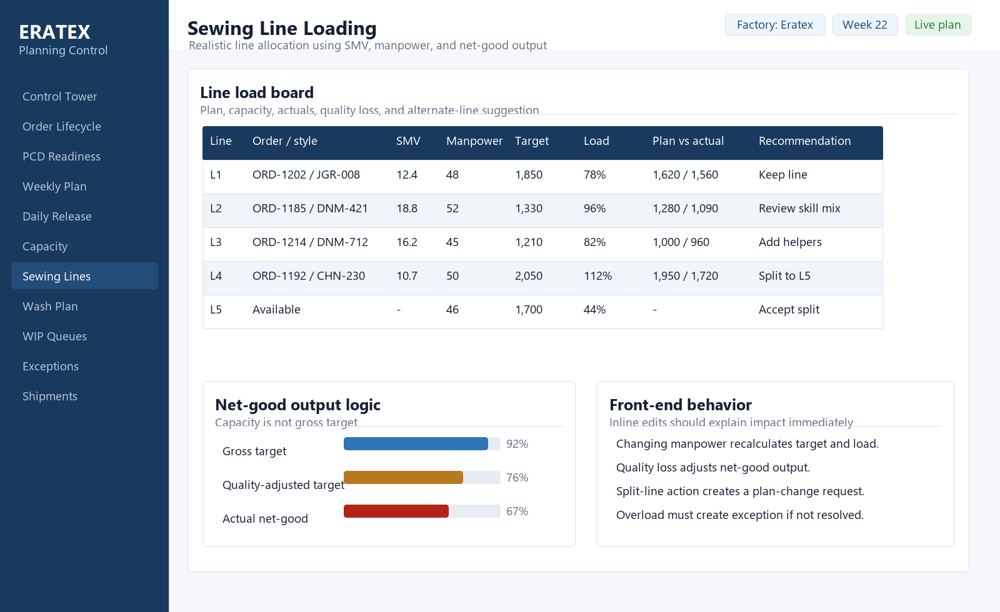 ERATEX
Planning Control
Control Tower
Order Lifecycle
PCD Readiness
Weekly Plan
Daily Release
Capacity
Sewing Lines
Wash Plan
WIP Queues
Exceptions
Shipments
Sewing Line Loading
Realistic line allocation using SMV, manpower, and net-good output
Factory: Eratex
Week 22
Live plan
Line load board
Plan, capacity, actuals, quality loss, and alternate-line suggestion
Line Order / style SMV Manpower Target Load Plan vs actual Recommendation
L1 ORD-1202 / JGR-008 12.4 48 1,850 78% 1,620 / 1,560 Keep line
L2 ORD-1185 / DNM-421 18.8 52 1,330 96% 1,280 / 1,090 Review skill mix
L3 ORD-1214 / DNM-712 16.2 45 1,210 82% 1,000 / 960 Add helpers
L4 ORD-1192 / CHN-230 10.7 50 2,050 112% 1,950 / 1,720 Split to L5
L5 Available - 46 1,700 44% - Accept split
Net-good output logic
Capacity is not gross target
Gross target 92%
Quality-adjusted target 76%
Actual net-good 67%
Front-end behavior
Inline edits should explain impact immediately
Changing manpower recalculates target and load.
Quality loss adjusts net-good output.
Split-line action creates a plan-change request.
Overload must create exception if not resolved.